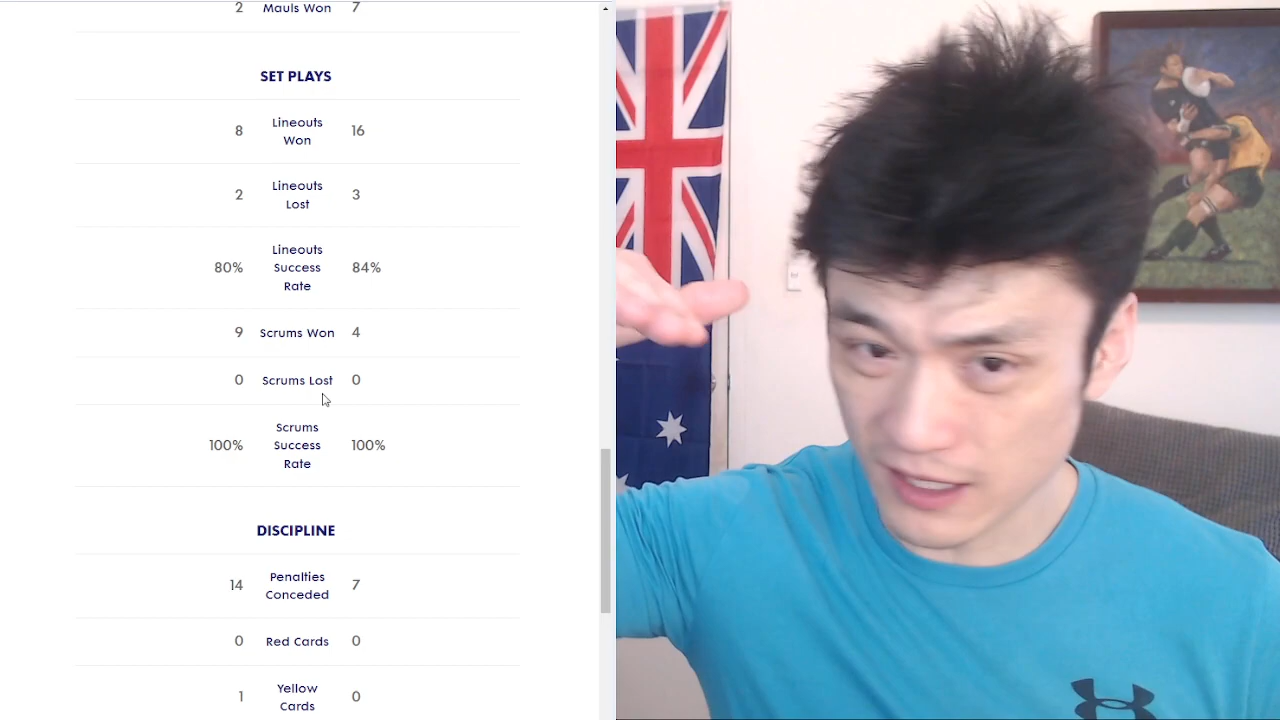 2 Mauls Won 7
SET PLAYS
8 Lineouts Won 16
2 Lineouts Lost 3
80% Lineouts Success Rate 84%
9 Scrums Won 4
0 Scrums Lost 0
100% Scrums Success Rate 100%
DISCIPLINE
14 Penalties Conceded 7
0 Red Cards 0
1 Yellow Cards 0